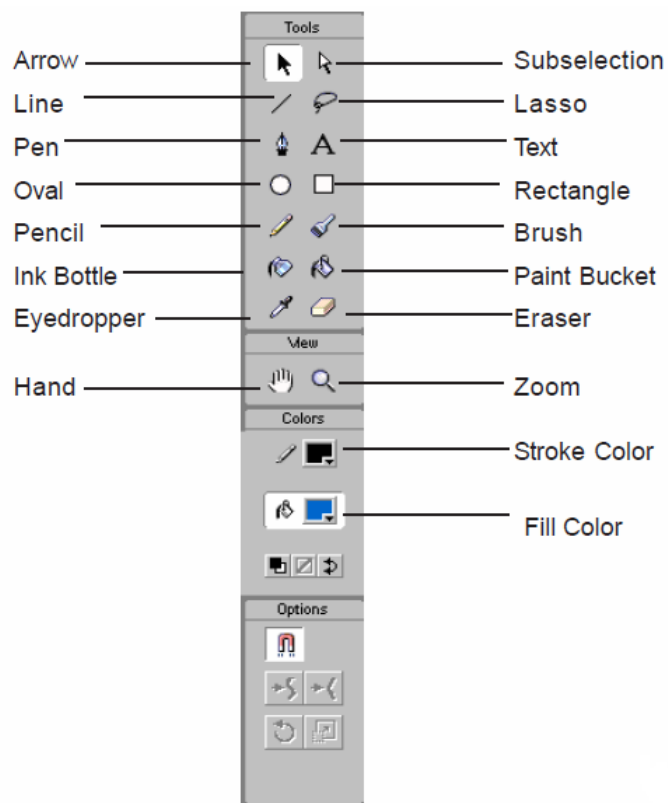 Tools
Arrow Subselection
Line Lasso
Pen A Text
Oval Rectangle
Pencil Brush
Ink Bottle Paint Bucket
Eyedropper Eraser
View
Hand Zoom
Colors
Stroke Color
Fill Color
Options